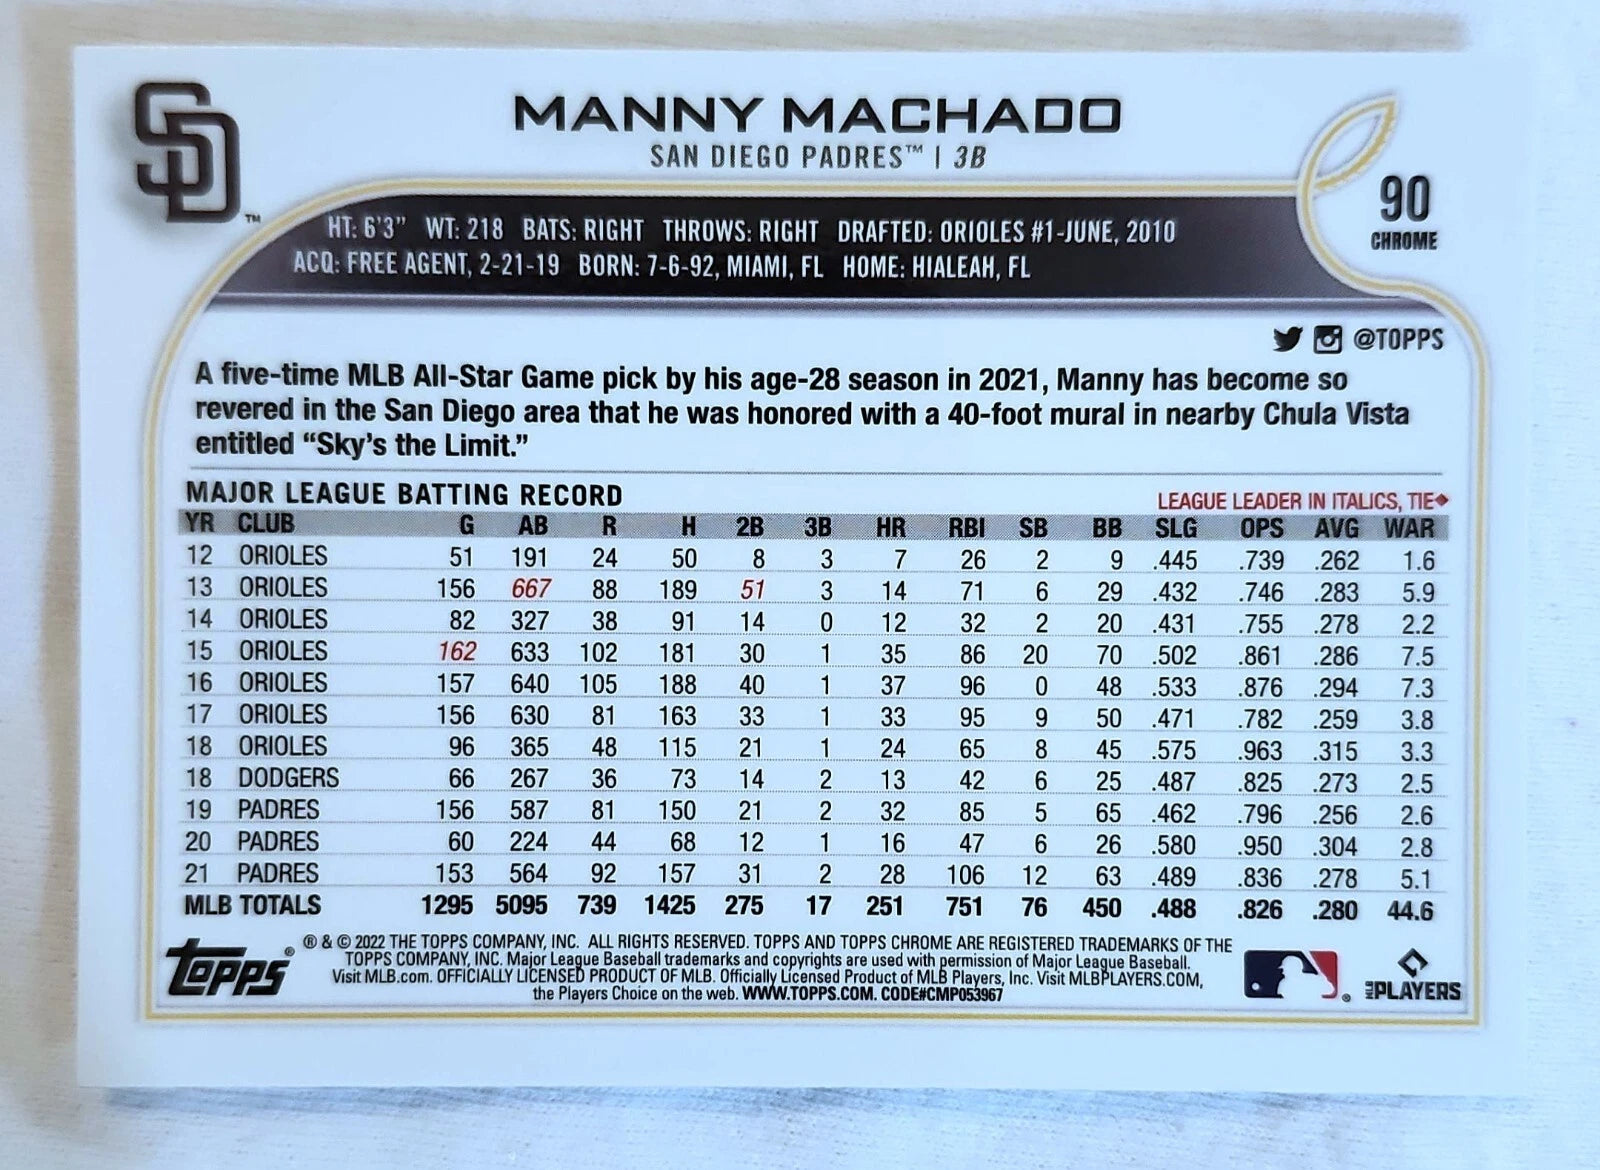 SD™
MANNY MACHADO
SAN DIEGO PADRES™ | 3B
90
CHROME
HT: 6'3" WT: 218 BATS: RIGHT THROWS: RIGHT DRAFTED: ORIOLES #1-JUNE, 2010
ACQ: FREE AGENT, 2-21-19 BORN: 7-6-92, MIAMI, FL HOME: HIALEAH, FL
@TOPPS
A five-time MLB All-Star Game pick by his age-28 season in 2021, Manny has become so
revered in the San Diego area that he was honored with a 40-foot mural in nearby Chula Vista
entitled “Sky’s the Limit.”
MAJOR LEAGUE BATTING RECORD LEAGUE LEADER IN ITALICS, TIE◆
YR CLUB G AB R H 2B 3B HR RBI SB BB SLG OPS AVG WAR
12 ORIOLES 51 191 24 50 8 3 7 26 2 9 .445 .739 .262 1.6
13 ORIOLES 156 667 88 189 51 3 14 71 6 29 .432 .746 .283 5.9
14 ORIOLES 82 327 38 91 14 0 12 32 2 20 .431 .755 .278 2.2
15 ORIOLES 162 633 102 181 30 1 35 86 20 70 .502 .861 .286 7.5
16 ORIOLES 157 640 105 188 40 1 37 96 0 48 .533 .876 .294 7.3
17 ORIOLES 156 630 81 163 33 1 33 95 9 50 .471 .782 .259 3.8
18 ORIOLES 96 365 48 115 21 1 24 65 8 45 .575 .963 .315 3.3
18 DODGERS 66 267 36 73 14 2 13 42 6 25 .487 .825 .273 2.5
19 PADRES 156 587 81 150 21 2 32 85 5 65 .462 .796 .256 2.6
20 PADRES 60 224 44 68 12 1 16 47 6 26 .580 .950 .304 2.8
21 PADRES 153 564 92 157 31 2 28 106 12 63 .489 .836 .278 5.1
MLB TOTALS 1295 5095 739 1425 275 17 251 751 76 450 .488 .826 .280 44.6
topps®
® & © 2022 THE TOPPS COMPANY, INC. ALL RIGHTS RESERVED. TOPPS AND TOPPS CHROME ARE REGISTERED TRADEMARKS OF THE
TOPPS COMPANY, INC. Major League Baseball trademarks and copyrights are used with permission of Major League Baseball.
Visit MLB.com. OFFICIALLY LICENSED PRODUCT OF MLB. Officially Licensed Product of MLB Players, Inc. Visit MLBPLAYERS.COM,
the Players Choice on the web. WWW.TOPPS.COM. CODE#CMP053967
®
MLB PLAYERS